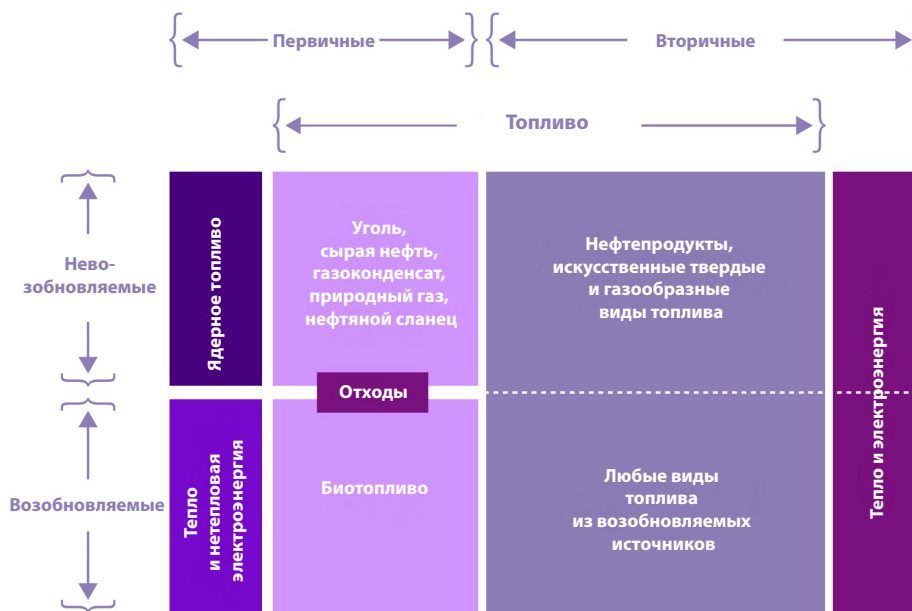 Первичные
Вторичные
Топливо
Нево-
зобновляемые
Ядерное топливо
Уголь,
сырая нефть,
газоконденсат,
природный газ,
нефтяной сланец
Нефтепродукты,
искусственные твердые
и газообразные
виды топлива
Тепло и электроэнергия
Отходы
Возобновляемые
Тепло
и нетепловая
электроэнергия
Биотопливо
Любые виды
топлива
из возобновляемых
источников